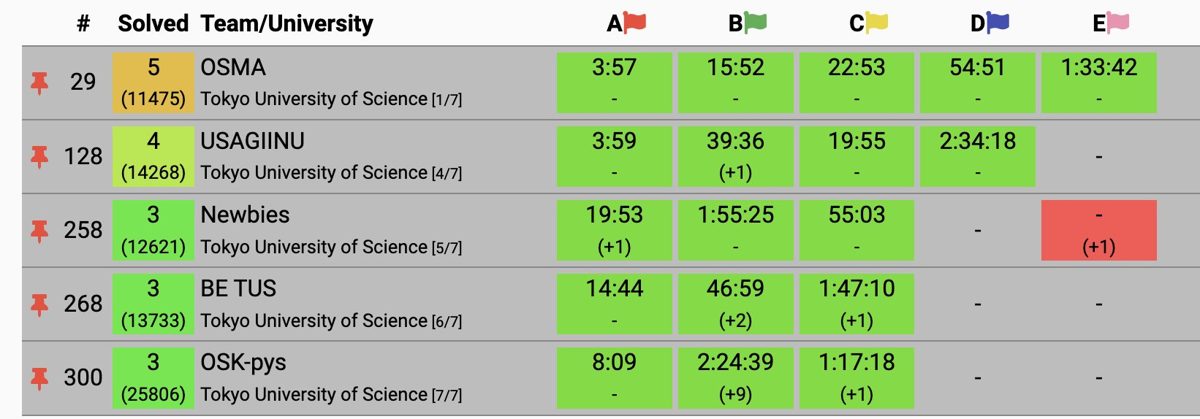 # Solved Team/University A B C D E
29 5 OSMA 3:57 15:52 22:53 54:51 1:33:42
(11475) Tokyo University of Science [1/7] - - - - -
128 4 USAGIINU 3:59 39:36 19:55 2:34:18 -
(14268) Tokyo University of Science [4/7] - (+1) - -
258 3 Newbies 19:53 1:55:25 55:03 - -
(12621) Tokyo University of Science [5/7] (+1) - - (+1)
268 3 BE TUS 14:44 46:59 1:47:10 - -
(13733) Tokyo University of Science [6/7] - (+2) (+1)
300 3 OSK-pys 8:09 2:24:39 1:17:18 - -
(25806) Tokyo University of Science [7/7] - (+9) (+1)